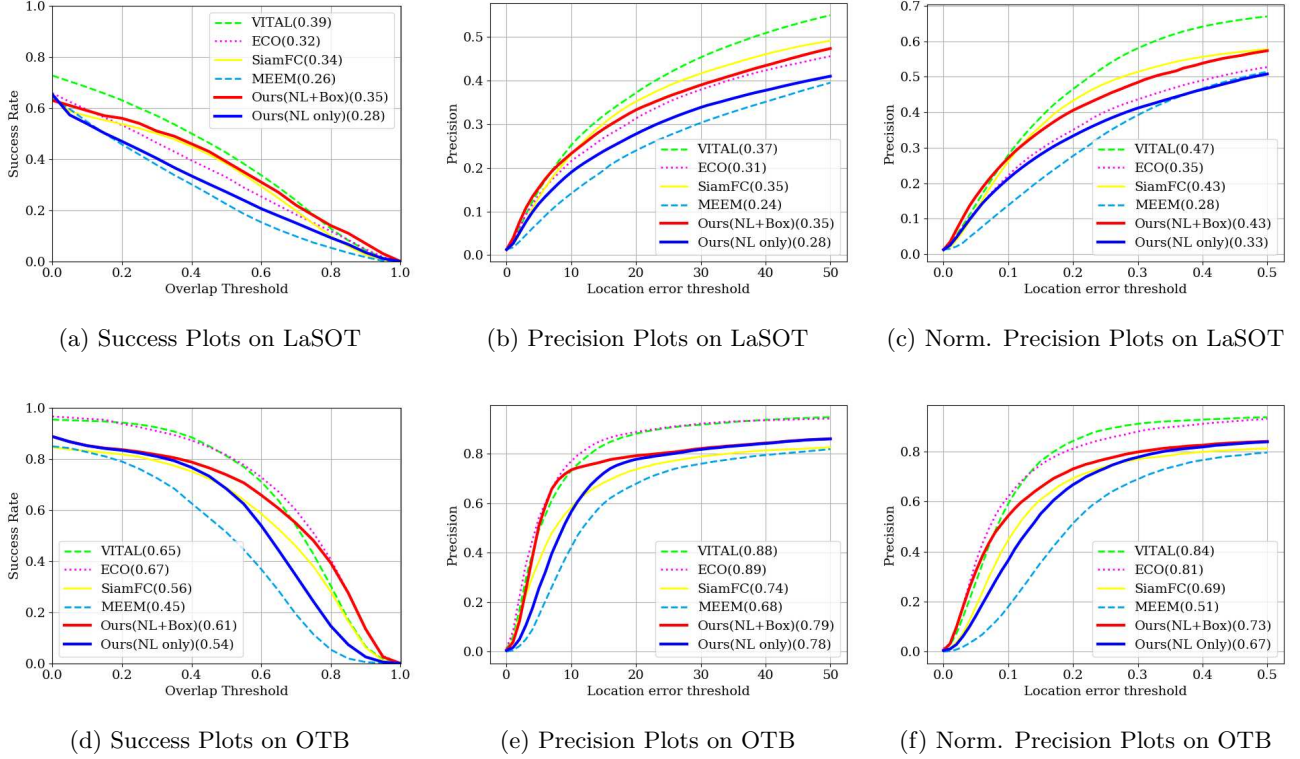 1.0
0.8
0.6
0.4
0.2
0.0
Success Rate
0.0 0.2 0.4 0.6 0.8 1.0
Overlap Threshold
VITAL(0.39)
ECO(0.32)
SiamFC(0.34)
MEEM(0.26)
Ours(NL+Box)(0.35)
Ours(NL only)(0.28)
(a) Success Plots on LaSOT
0.5
0.4
0.3
0.2
0.1
0.0
Precision
0 10 20 30 40 50
Location error threshold
VITAL(0.37)
ECO(0.31)
SiamFC(0.35)
MEEM(0.24)
Ours(NL+Box)(0.35)
Ours(NL only)(0.28)
(b) Precision Plots on LaSOT
0.7
0.6
0.5
0.4
0.3
0.2
0.1
0.0
Precision
0.0 0.1 0.2 0.3 0.4 0.5
Location error threshold
VITAL(0.47)
ECO(0.35)
SiamFC(0.43)
MEEM(0.28)
Ours(NL+Box)(0.43)
Ours(NL only)(0.33)
(c) Norm. Precision Plots on LaSOT
1.0
0.8
0.6
0.4
0.2
0.0
Success Rate
0.0 0.2 0.4 0.6 0.8 1.0
Overlap Threshold
VITAL(0.65)
ECO(0.67)
SiamFC(0.56)
MEEM(0.45)
Ours(NL+Box)(0.61)
Ours(NL only)(0.54)
(d) Success Plots on OTB
0.8
0.6
0.4
0.2
0.0
Precision
0 10 20 30 40 50
Location error threshold
VITAL(0.88)
ECO(0.89)
SiamFC(0.74)
MEEM(0.68)
Ours(NL+Box)(0.79)
Ours(NL only)(0.78)
(e) Precision Plots on OTB
0.8
0.6
0.4
0.2
0.0
Precision
0.0 0.1 0.2 0.3 0.4 0.5
Location error threshold
VITAL(0.84)
ECO(0.81)
SiamFC(0.69)
MEEM(0.51)
Ours(NL+Box)(0.73)
Ours(NL Only)(0.67)
(f) Norm. Precision Plots on OTB